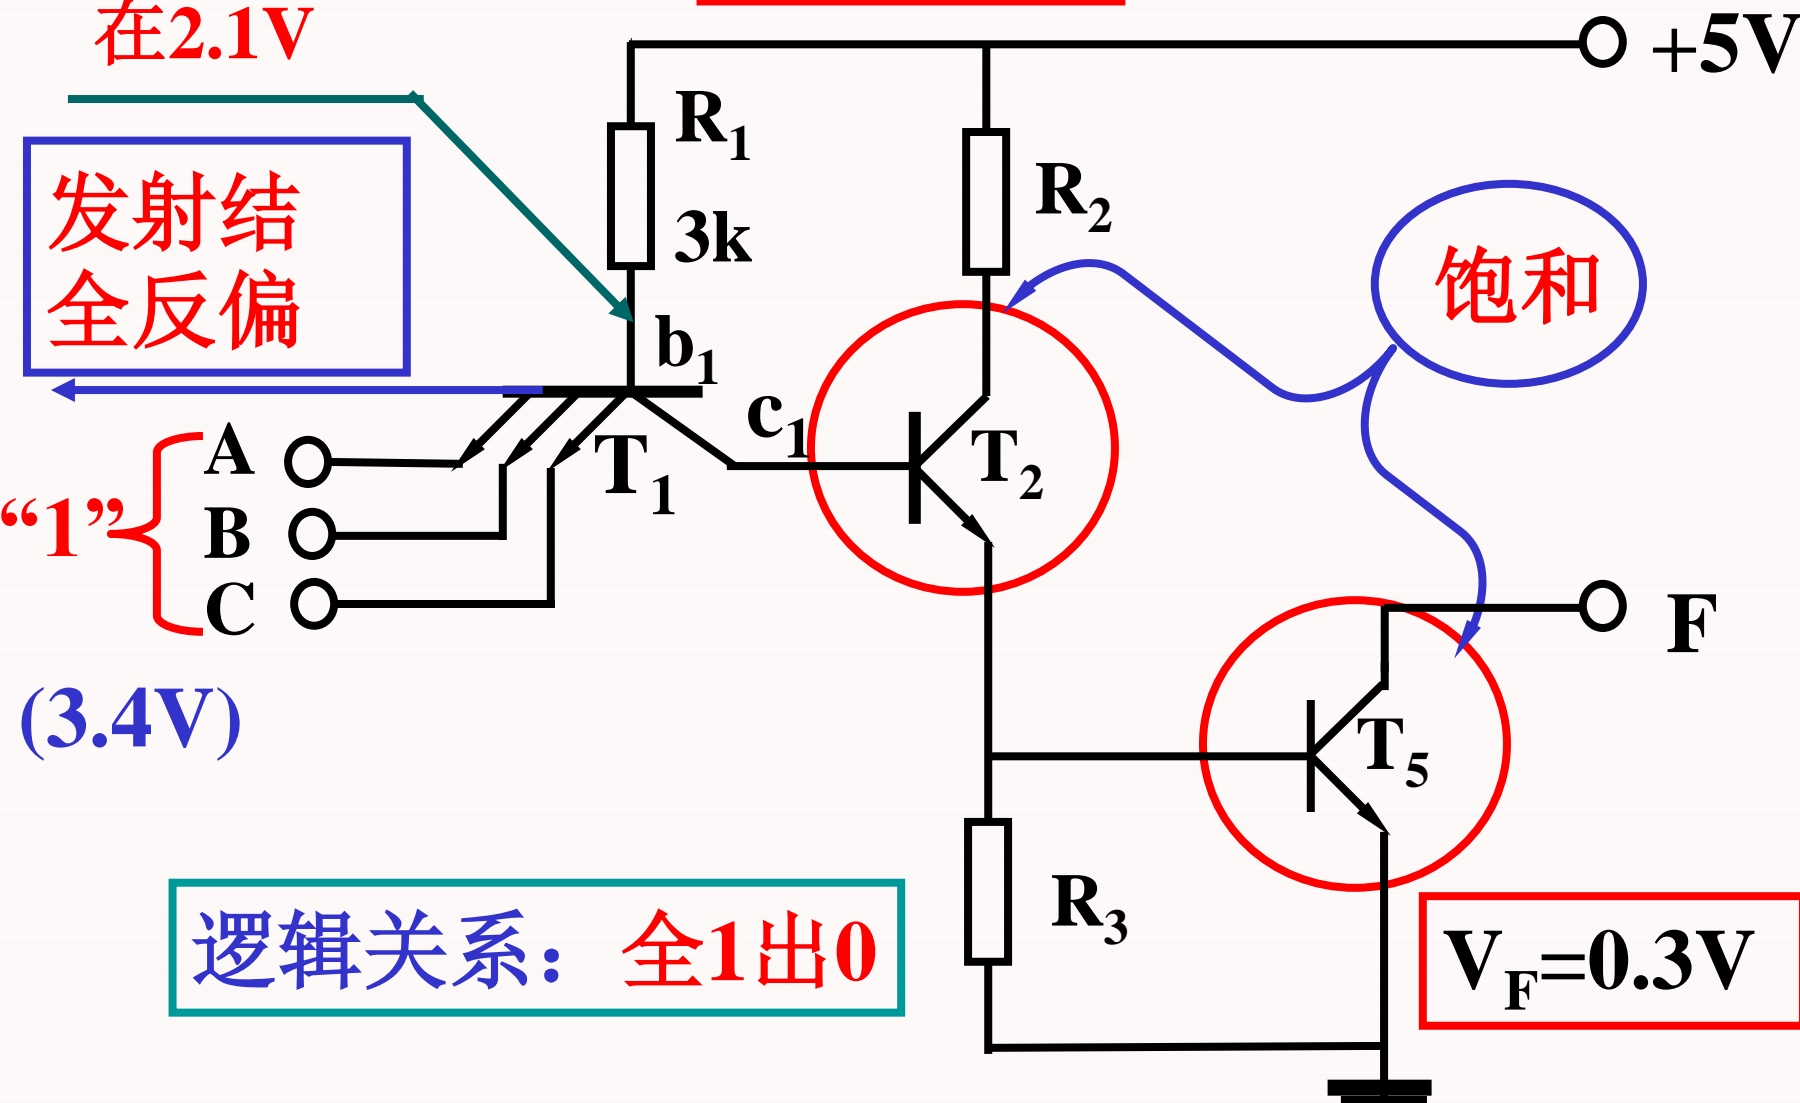 在2.1V
+5V
R1
3k
R2
发射结
全反偏
饱和
b1
c1
A
T1
T2
“1”
B
C
F
(3.4V)
T5
R3
逻辑关系: 全1出0
VF=0.3V